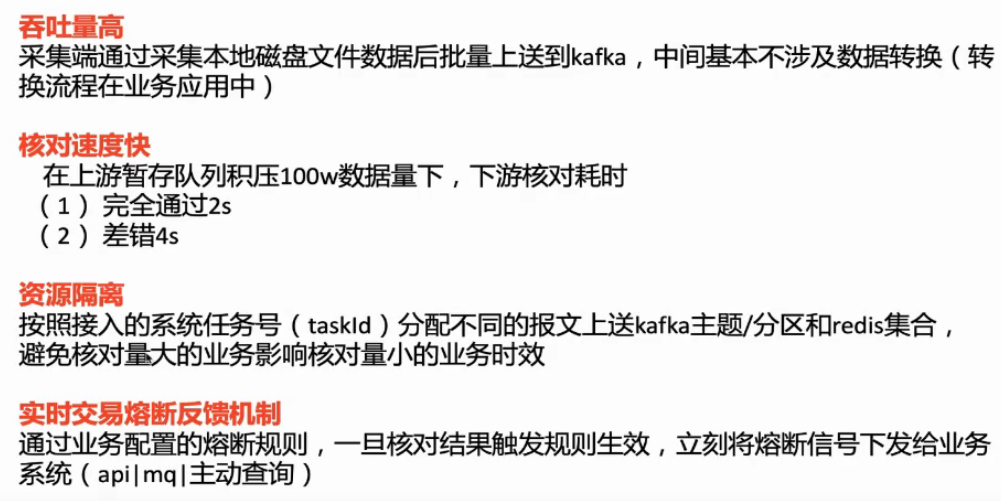 吞吐量高
采集端通过采集本地磁盘文件数据后批量上送到kafka，中间基本不涉及数据转换（转
换流程在业务应用中）
核对速度快
在上游暂存队列积压100w数据量下，下游核对耗时
（1）完全通过2s
（2）差错4s
资源隔离
按照接入的系统任务号（taskId）分配不同的报文上送kafka主题/分区和redis集合，
避免核对量大的业务影响核对量小的业务时效
实时交易熔断反馈机制
通过业务配置的熔断规则，一旦核对结果触发规则生效，立刻将熔断信号下发给业务
系统（api|mq|主动查询）